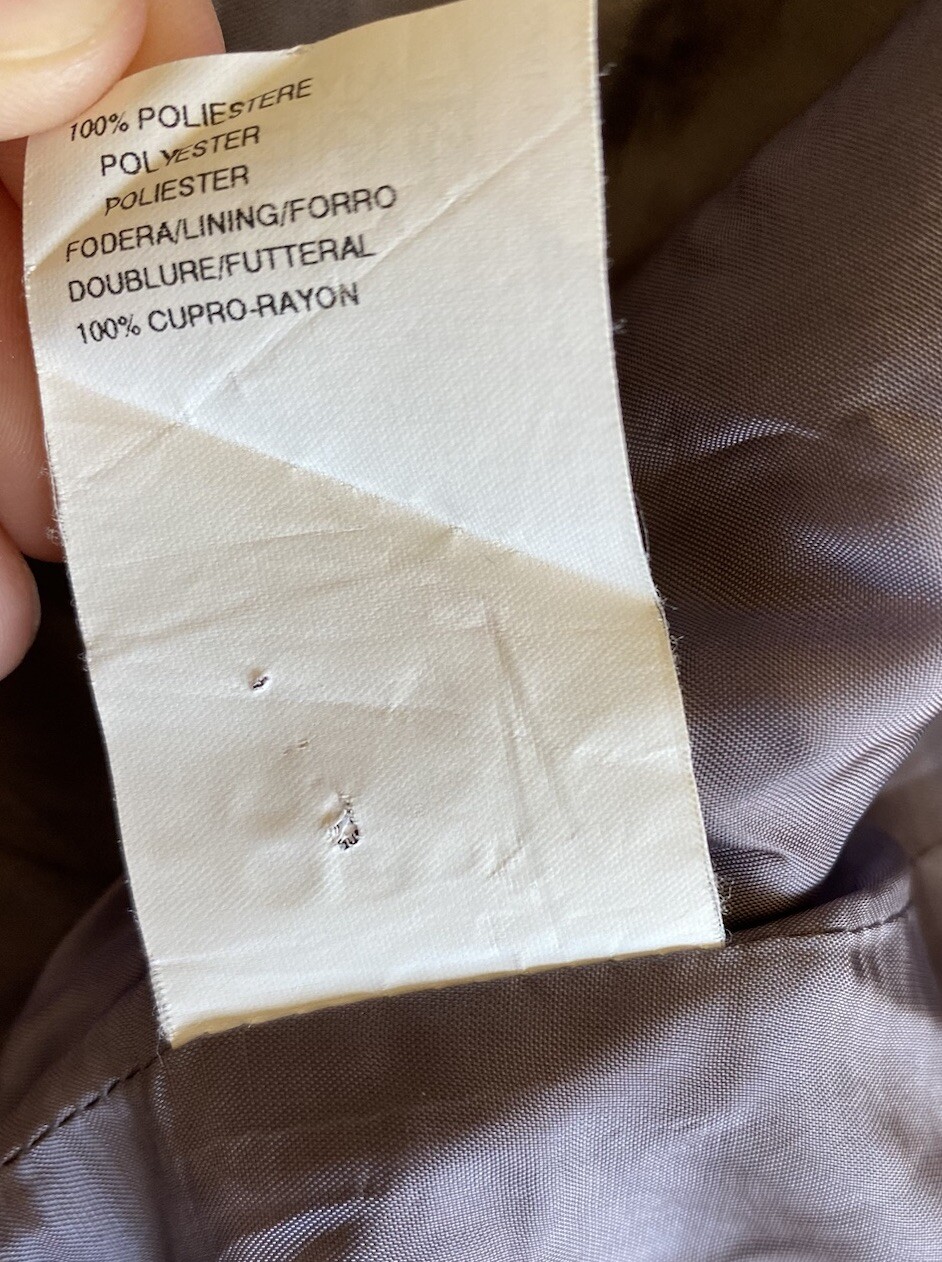 100% POLIESTERE
POLYESTER
POLIESTER
FODERA/LINING/FORRO
DOUBLURE/FUTTERAL
100% CUPRO-RAYON